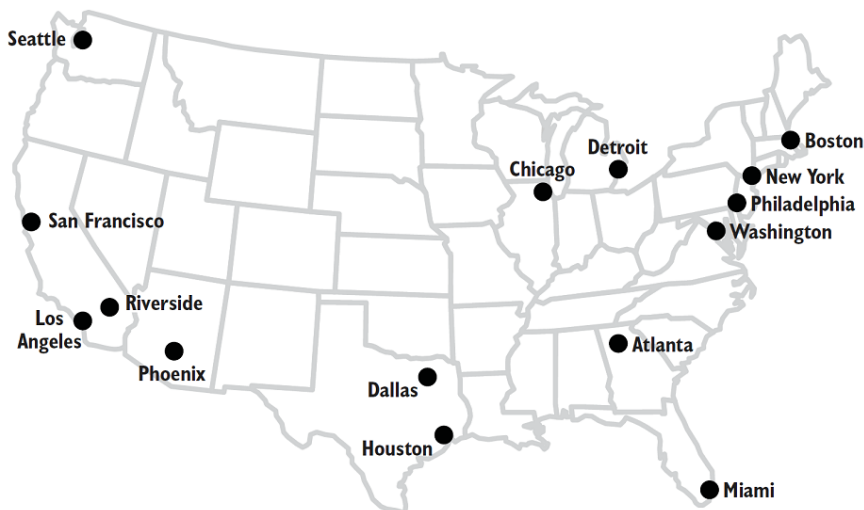 Seattle
Boston
Detroit
Chicago
New York
Philadelphia
San Francisco
Washington
Riverside
Los
Angeles
Atlanta
Phoenix
Dallas
Houston
Miami